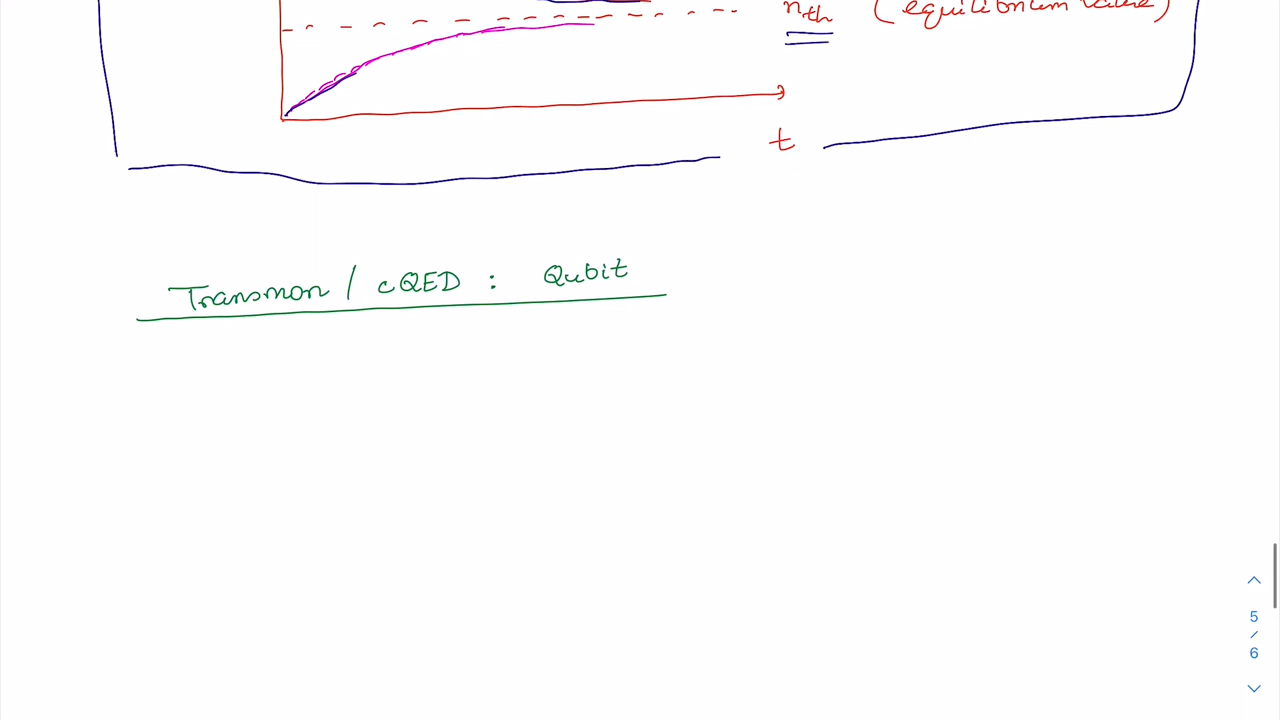 n_th (equilibrium value)
t
Transmon / cQED : Qubit
5
/
6